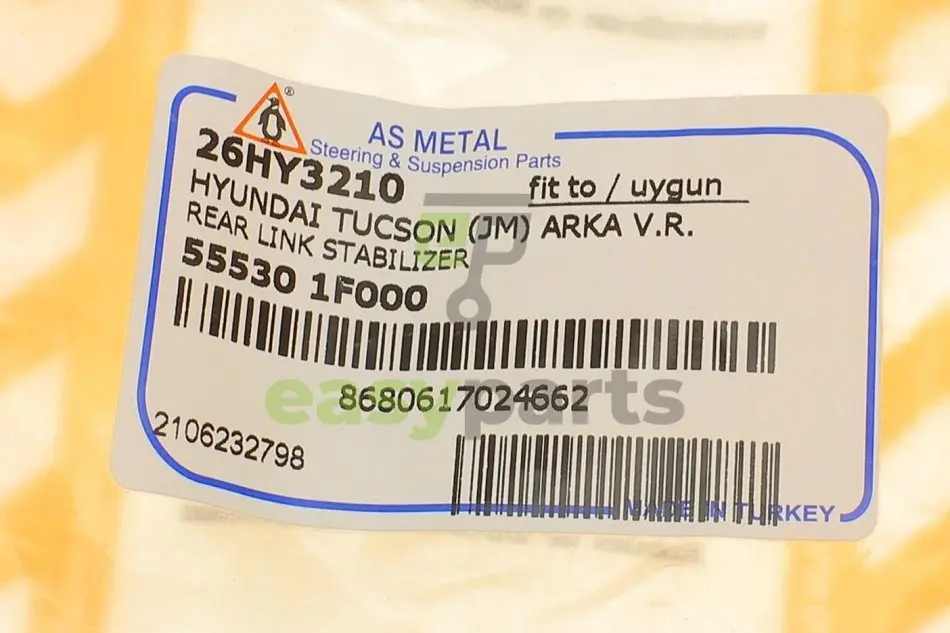 ®
AS METAL
Steering & Suspension Parts
26HY3210
fit to / uygun
HYUNDAI TUCSON (JM) ARKA V.R.
REAR LINK STABILIZER
55530 1F000
8680617024662
easyparts
2106232798
MADE IN TURKEY